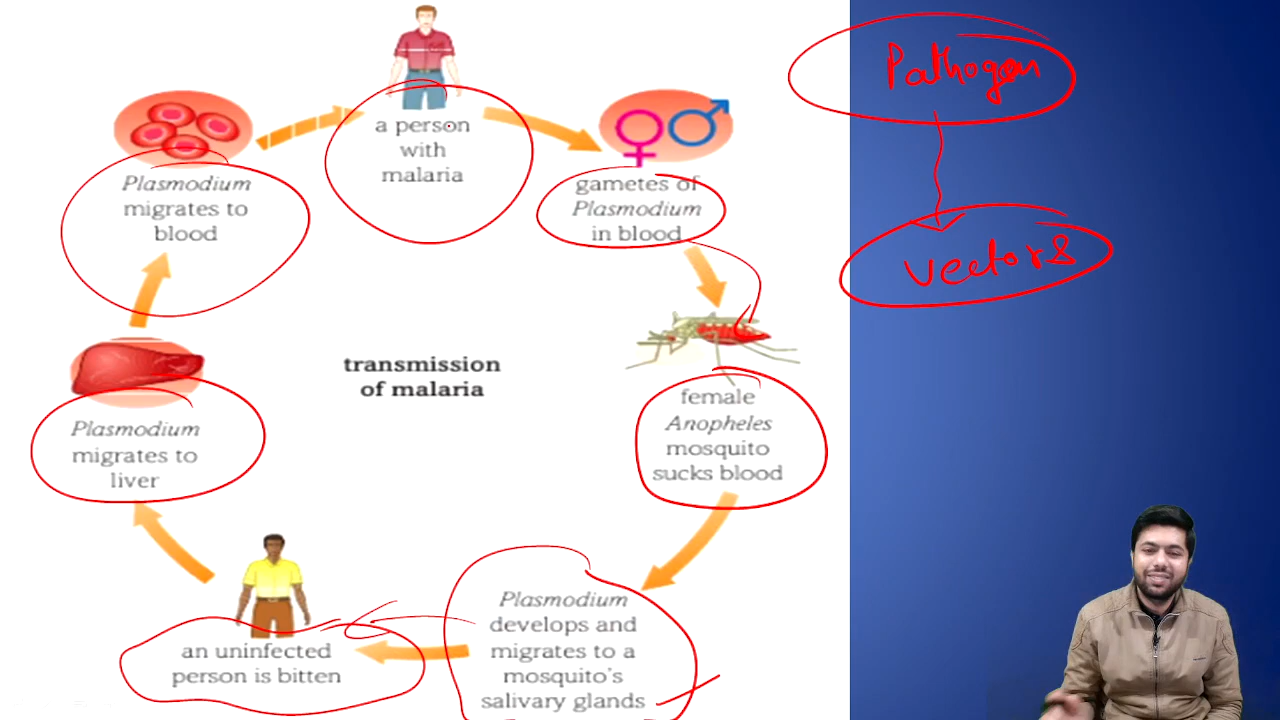 a person
with
malaria
gametes of
Plasmodium
in blood
female
Anopheles
mosquito
sucks blood
Plasmodium
develops and
migrates to a
mosquito's
salivary glands
an uninfected
person is bitten
Plasmodium
migrates to
liver
Plasmodium
migrates to
blood
transmission
of malaria
Pathogen
vectors